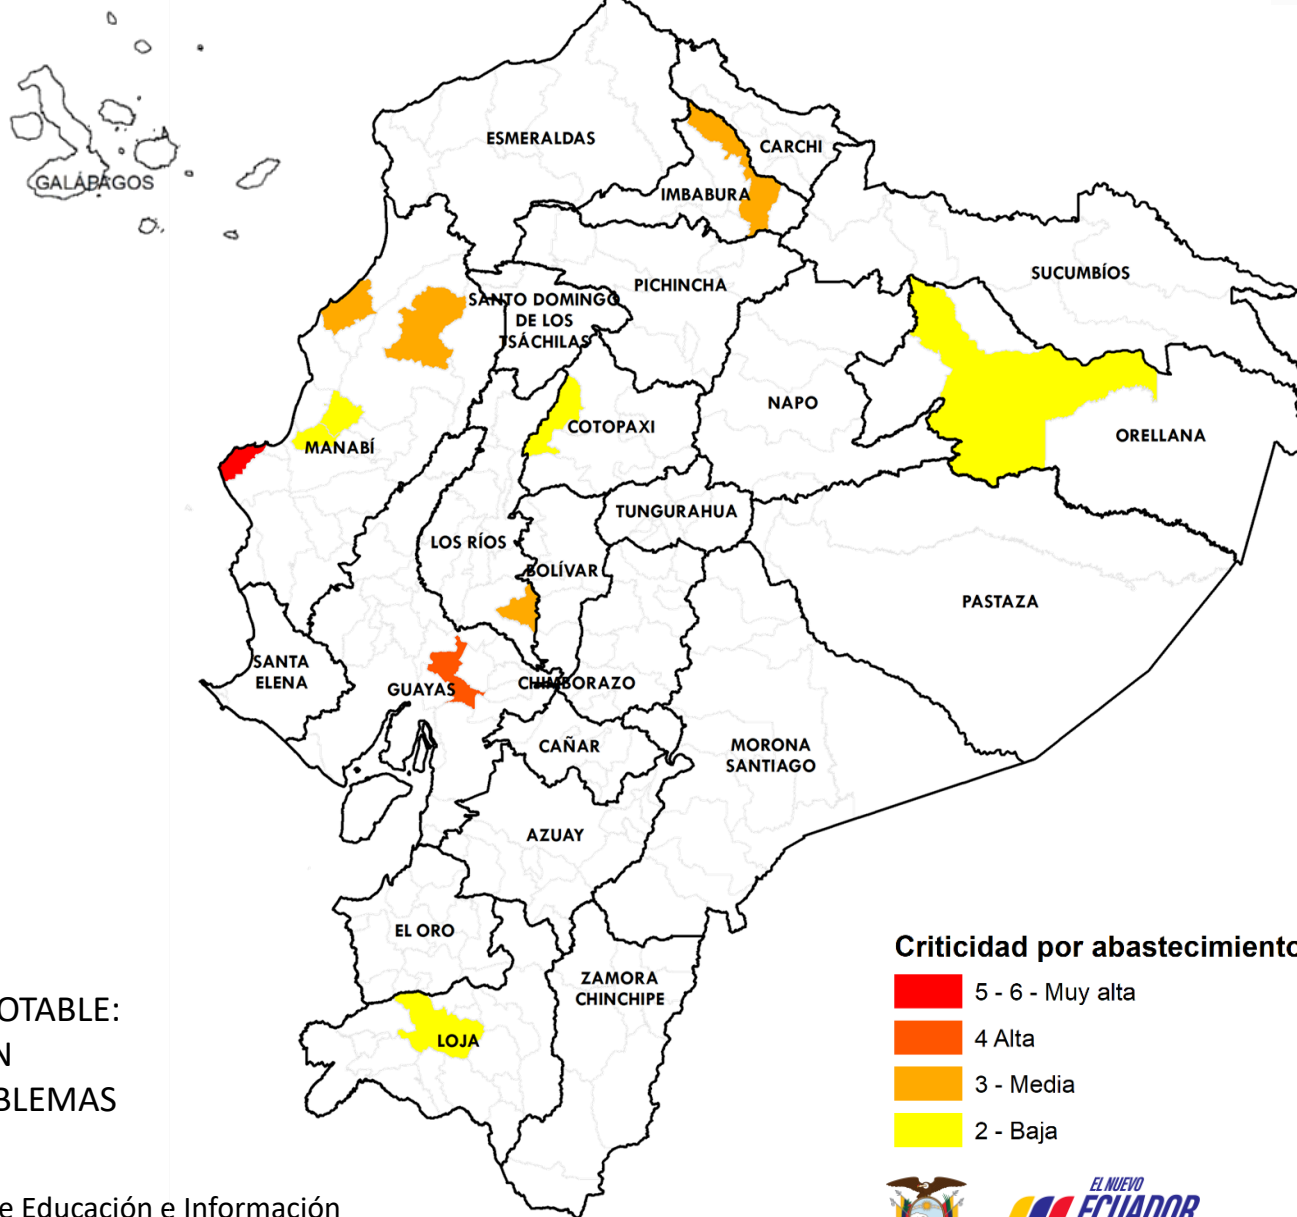 GALÁPAGOS
ESMERALDAS
CARCHI
IMBABURA
SUCUMBÍOS
PICHINCHA
SANTO DOMINGO
DE LOS
TSÁCHILAS
NAPO
COTOPAXI
ORELLANA
MANABÍ
TUNGURAHUA
LOS RÍOS
BOLÍVAR
PASTAZA
SANTA
ELENA
GUAYAS
CHIMBORAZO
CAÑAR
MORONA
SANTIAGO
AZUAY
EL ORO
ZAMORA
CHINCHIPE
LOJA
Criticidad por abastecimiento
5 - 6 - Muy alta
4 Alta
3 - Media
2 - Baja
OTABLE:
N
BLEMAS
e Educación e Información
EL NUEVO
ECUADOR